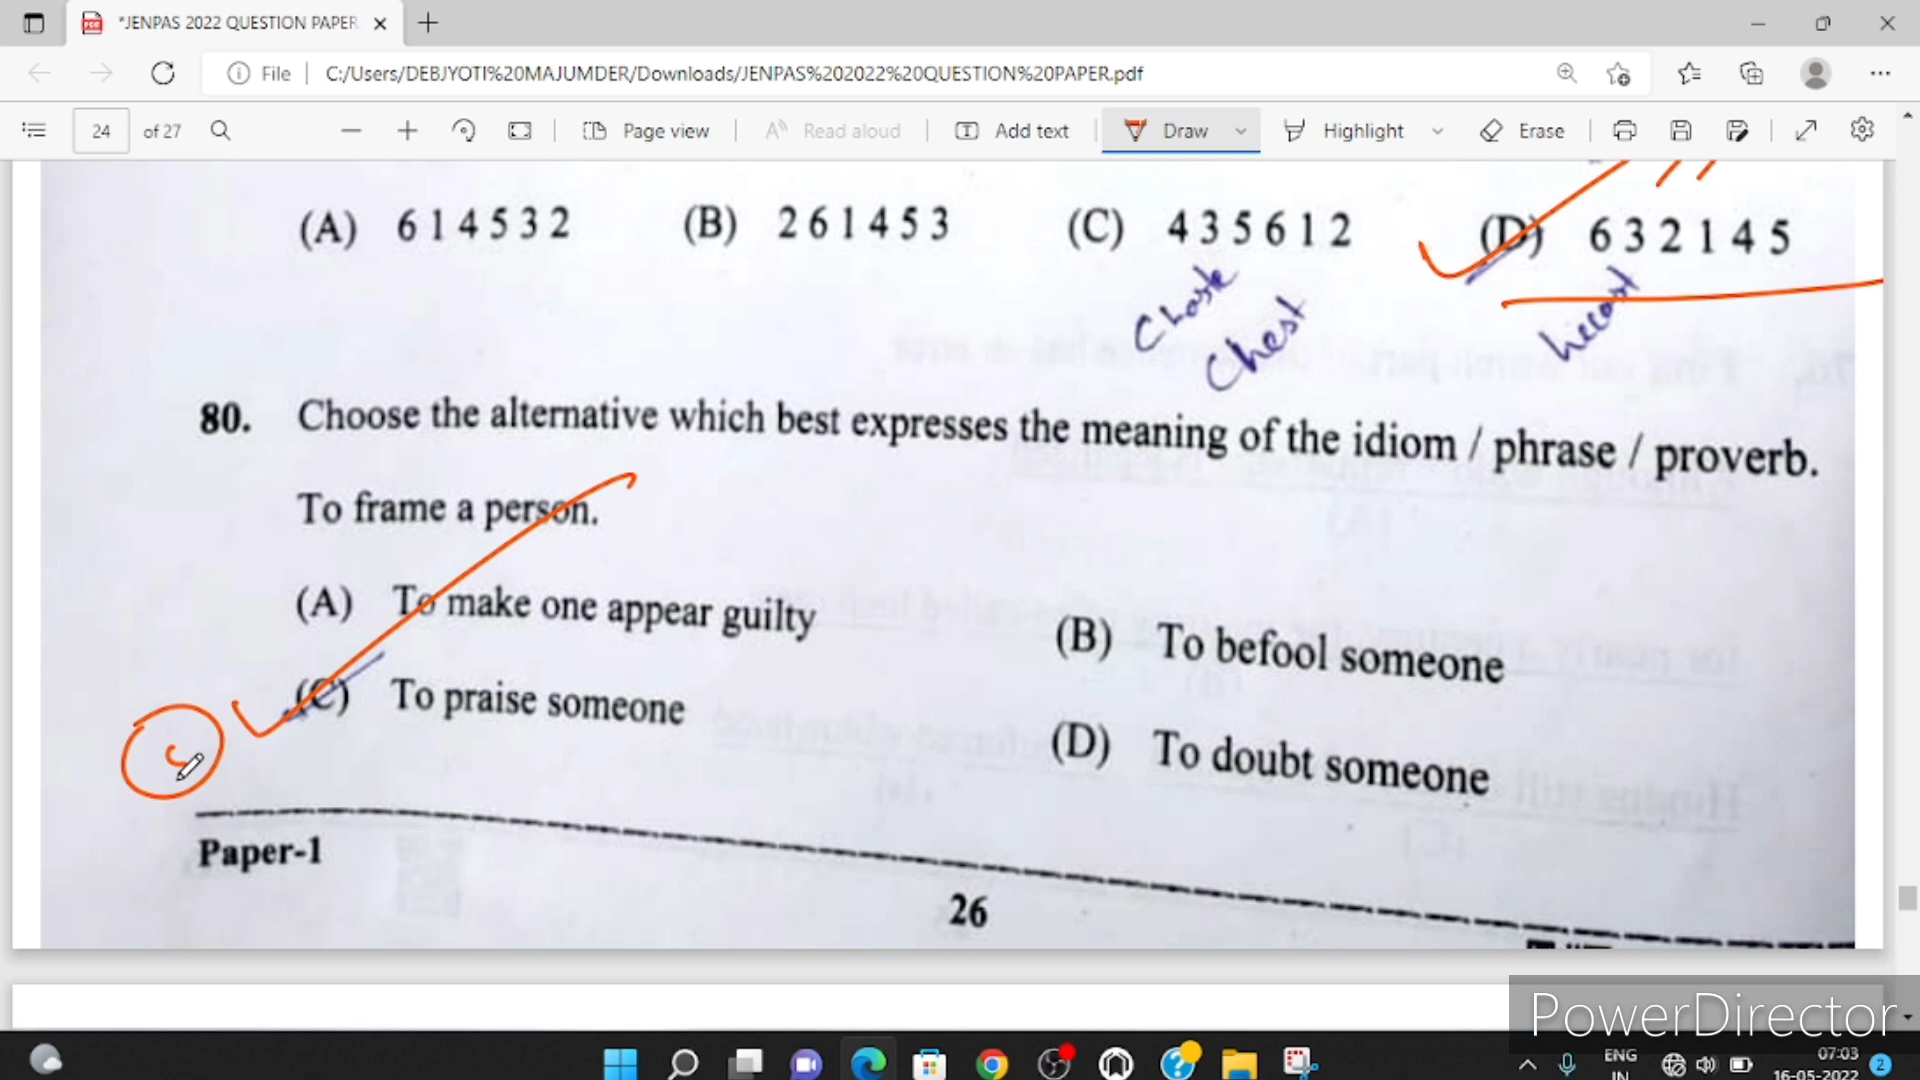 *JENPAS 2022 QUESTION PAPER
File
C:/Users/DEBJYOTI%20MAJUMDER/Downloads/JENPAS%202022%20QUESTION%20PAPER.pdf
24 of 27
Page view
Read aloud
Add text
Draw
Highlight
Erase
(A) 6 1 4 5 3 2 (B) 2 6 1 4 5 3 (C) 4 3 5 6 1 2 (D) 6 3 2 1 4 5
Chaste
Chest
80. Choose the alternative which best expresses the meaning of the idiom / phrase / proverb.
To frame a person.
(A) To make one appear guilty
(B) To befool someone
(C) To praise someone
(D) To doubt someone
Paper-1
26
PowerDirector
ENG
IN
07:03
16-05-2022
2